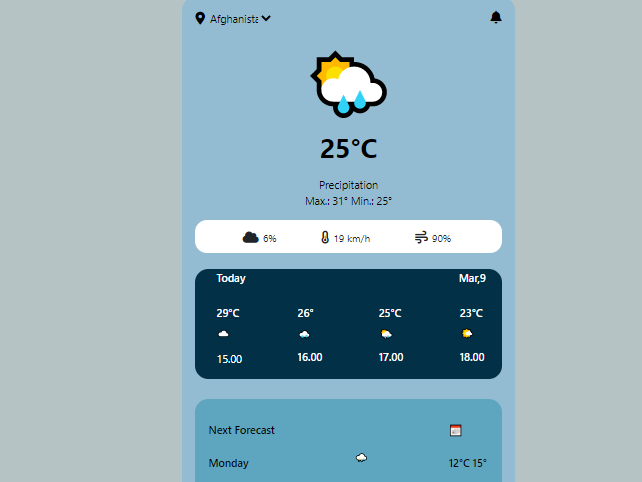 Afghanista
25°C
Precipitation
Max.: 31° Min.: 25°
6% 19 km/h 90%
Today Mar,9
29°C 26° 25°C 23°C
15.00 16.00 17.00 18.00
Next Forecast
Monday 12°C 15°